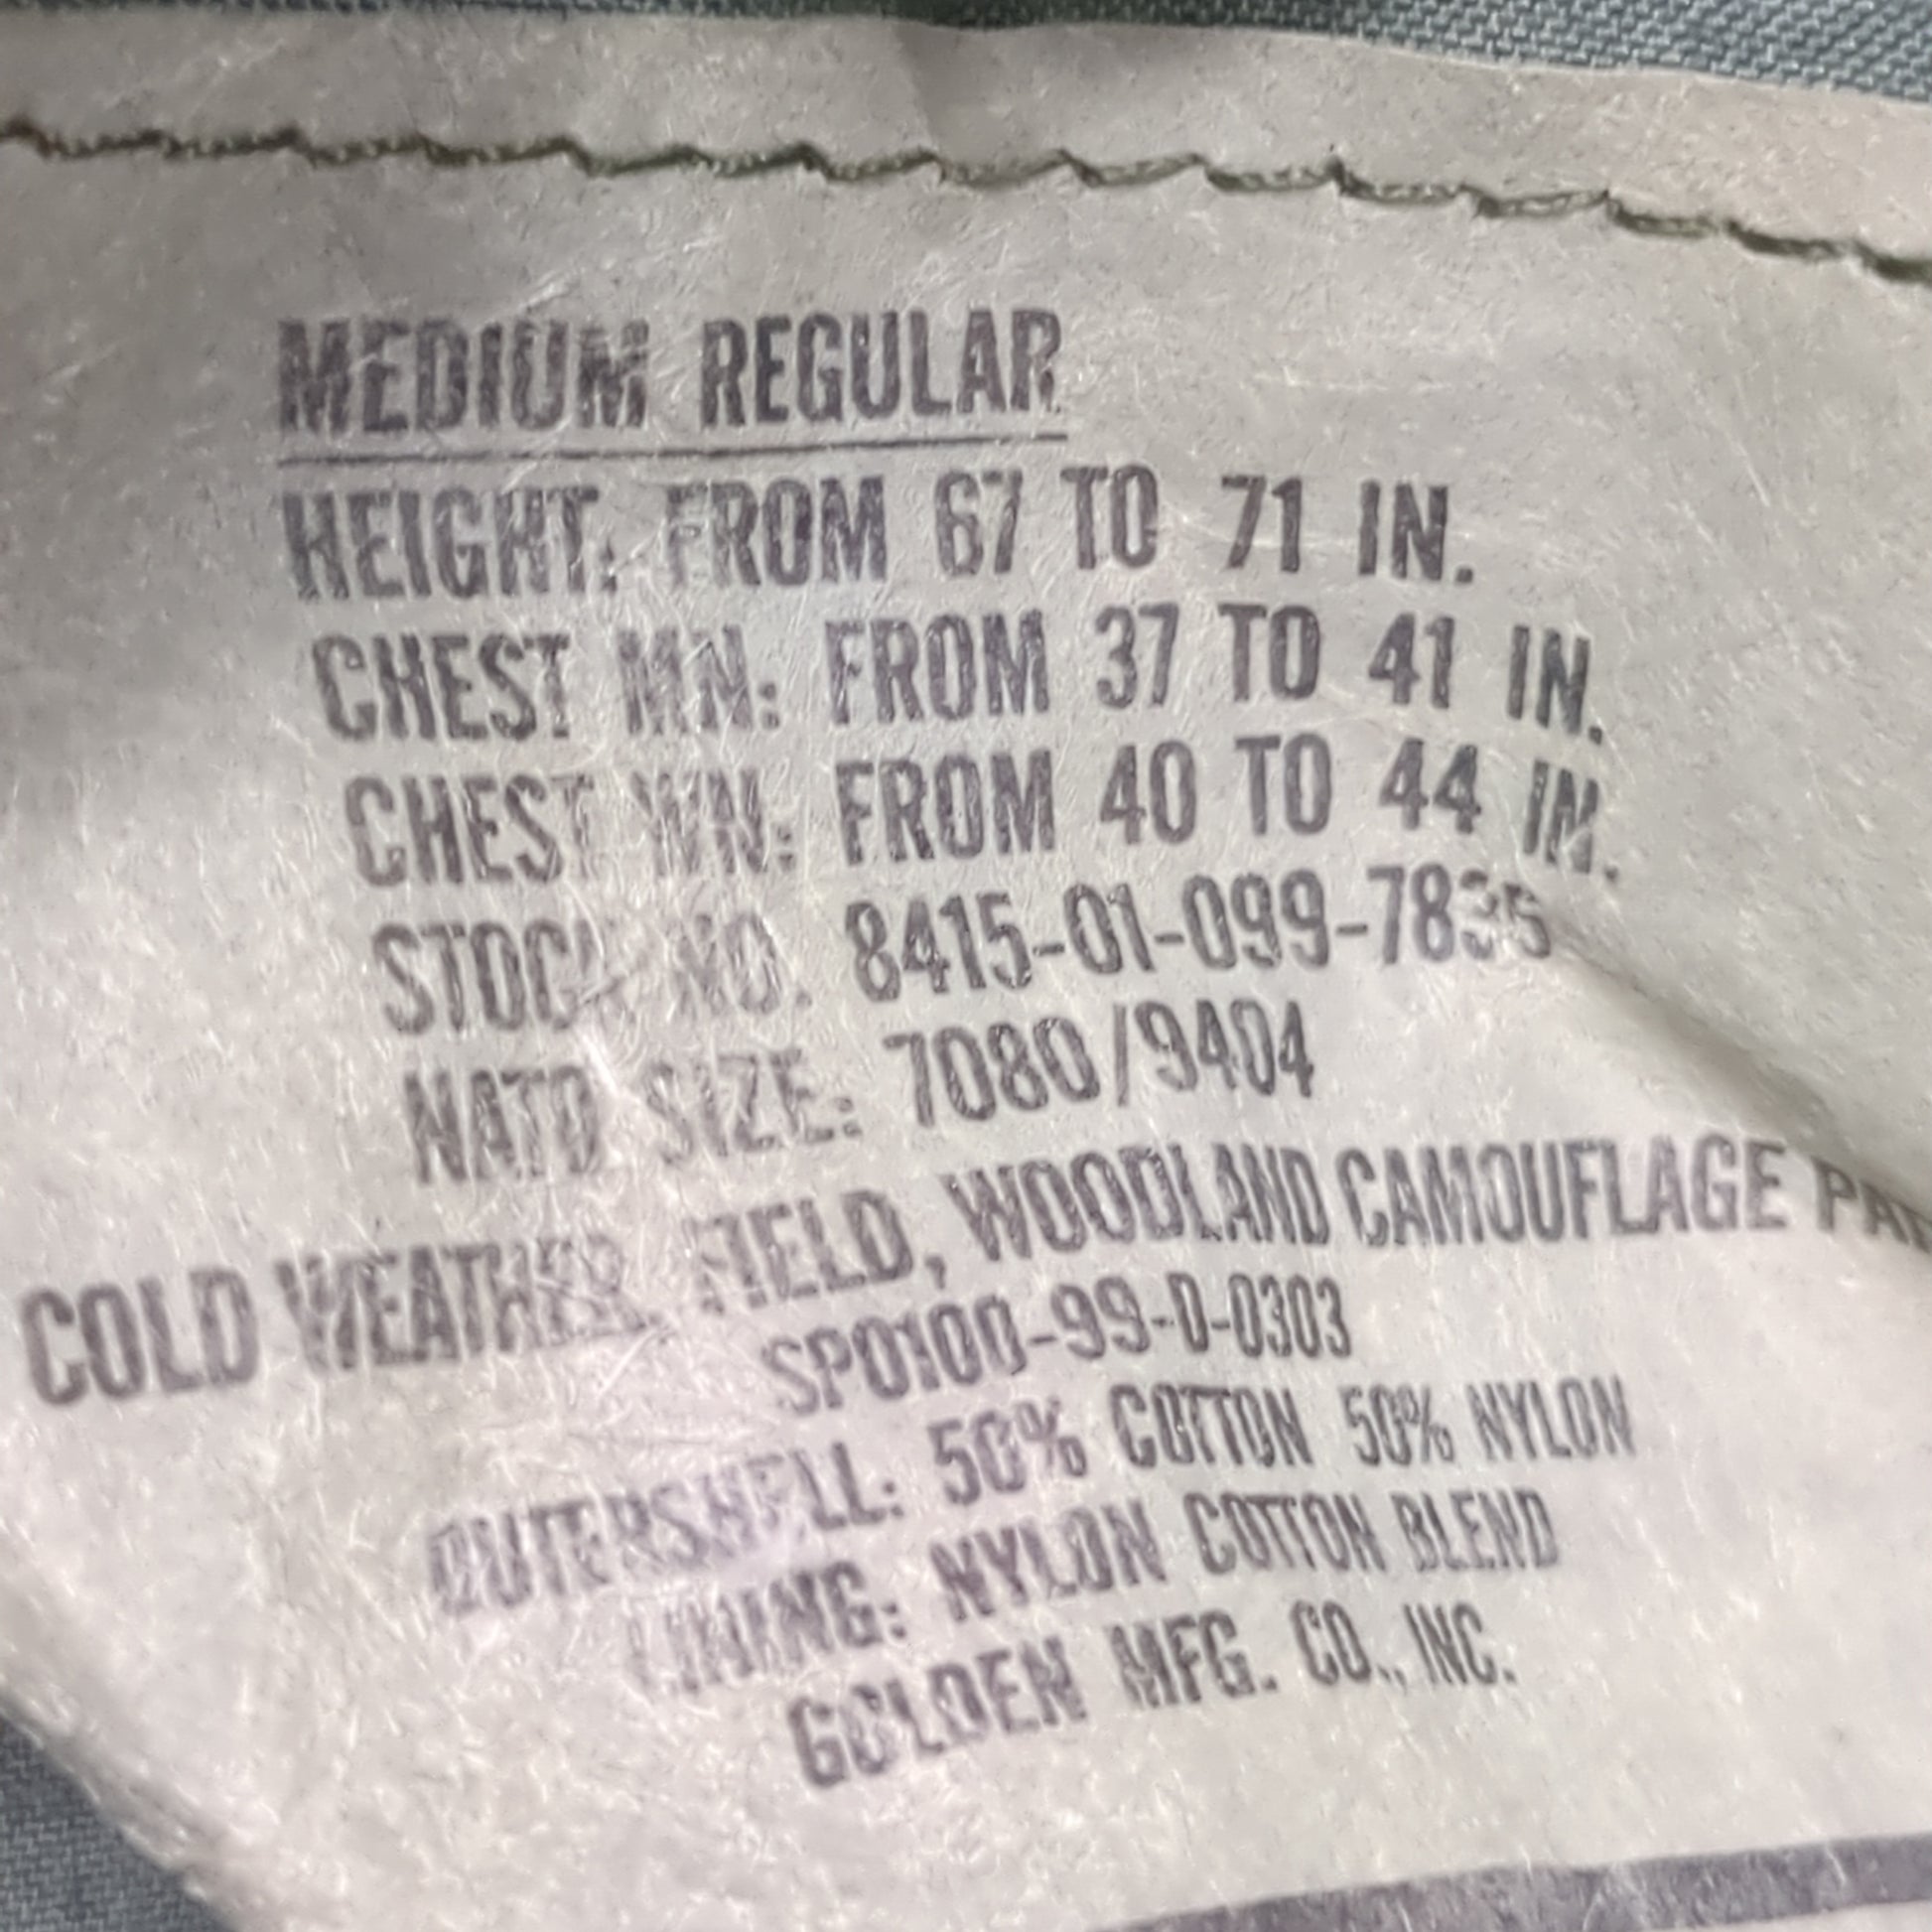 MEDIUM REGULAR
HEIGHT: FROM 67 TO 71 IN.
CHEST MN: FROM 37 TO 41 IN.
CHEST WN: FROM 40 TO 44 IN.
STOCK NO. 8415-01-099-7835
NATO SIZE: 7080/9404
COLD WEATHER, FIELD, WOODLAND CAMOUFLAGE
SPO100-99-D-0303
OUTERSHELL: 50% COTTON 50% NYLON
LINING: NYLON COTTON BLEND
GOLDEN MFG. CO., INC.